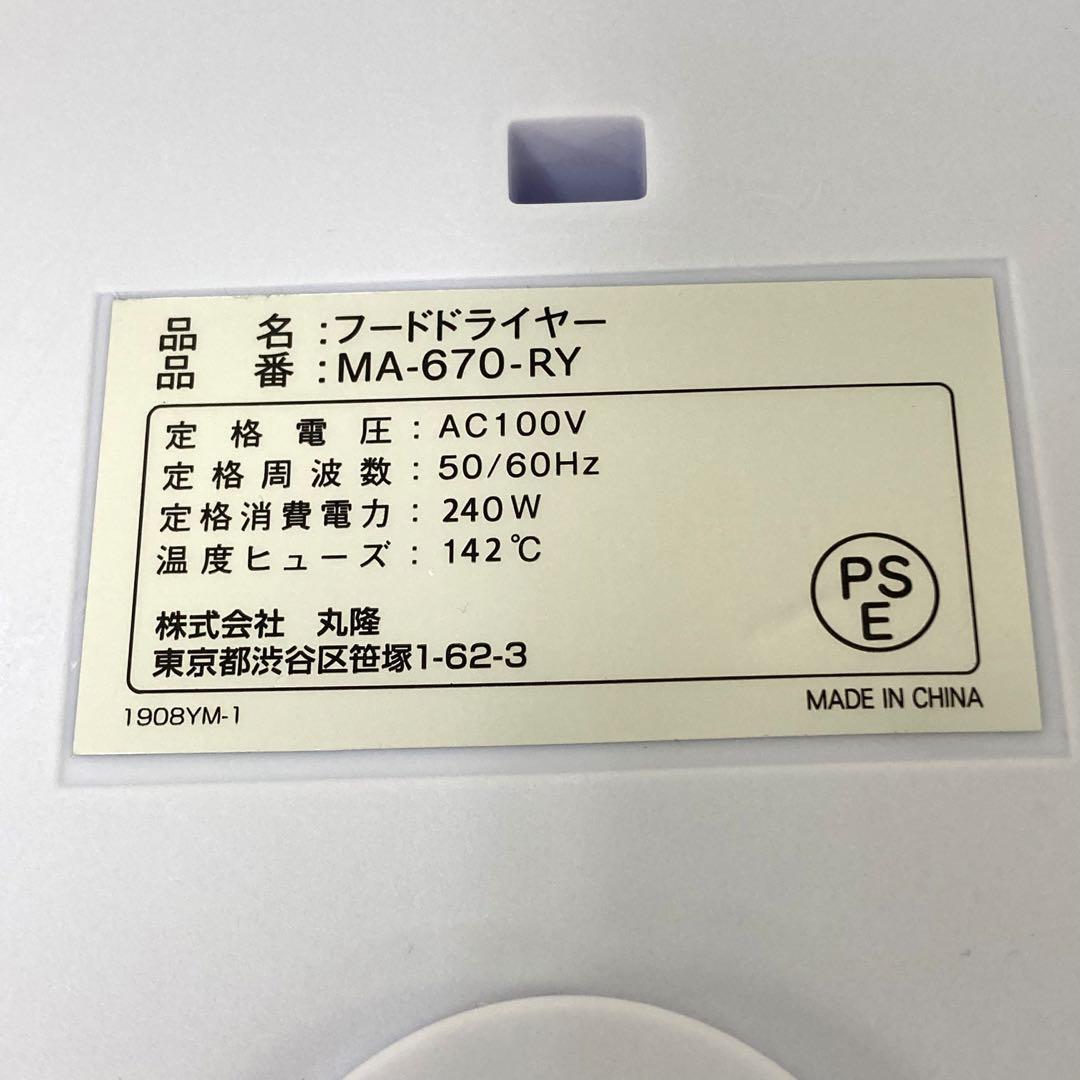 品 名:フードドライヤー
品 番:MA-670-RY
定格電圧:AC100V
定格周波数:50/60Hz
定格消費電力:240W
温度ヒューズ:142℃
株式会社 丸隆
東京都渋谷区笹塚1-62-3
PS
E
1908YM-1
MADE IN CHINA